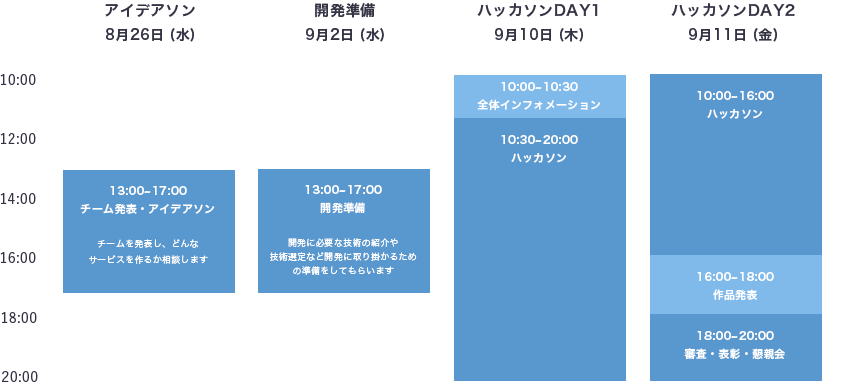 アイデアソン
8月26日 (水)
開発準備
9月2日 (水)
ハッカソンDAY1
9月10日 (木)
ハッカソンDAY2
9月11日 (金)
10:00
12:00
14:00
16:00
18:00
20:00
13:00–17:00
チーム発表・アイデアソン
チームを発表し、どんな
サービスを作るか相談します
13:00–17:00
開発準備
開発に必要な技術の紹介や
技術選定など開発に取り掛かるため
の準備をしてもらいます
10:00–10:30
全体インフォメーション
10:30–20:00
ハッカソン
10:00–16:00
ハッカソン
16:00–18:00
作品発表
18:00–20:00
審査・表彰・懇親会